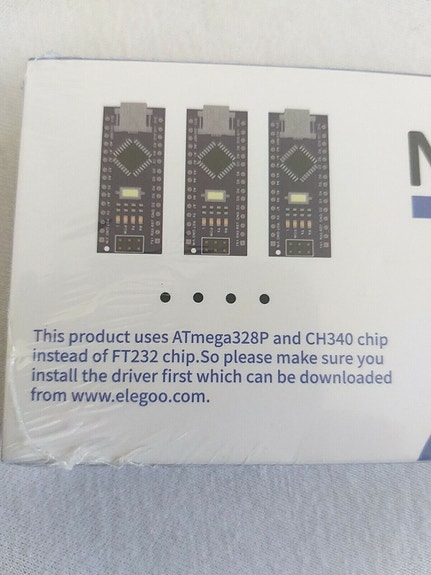 This product uses ATmega328P and CH340 chip
instead of FT232 chip.So please make sure you
install the driver first which can be downloaded
from www.elegoo.com.